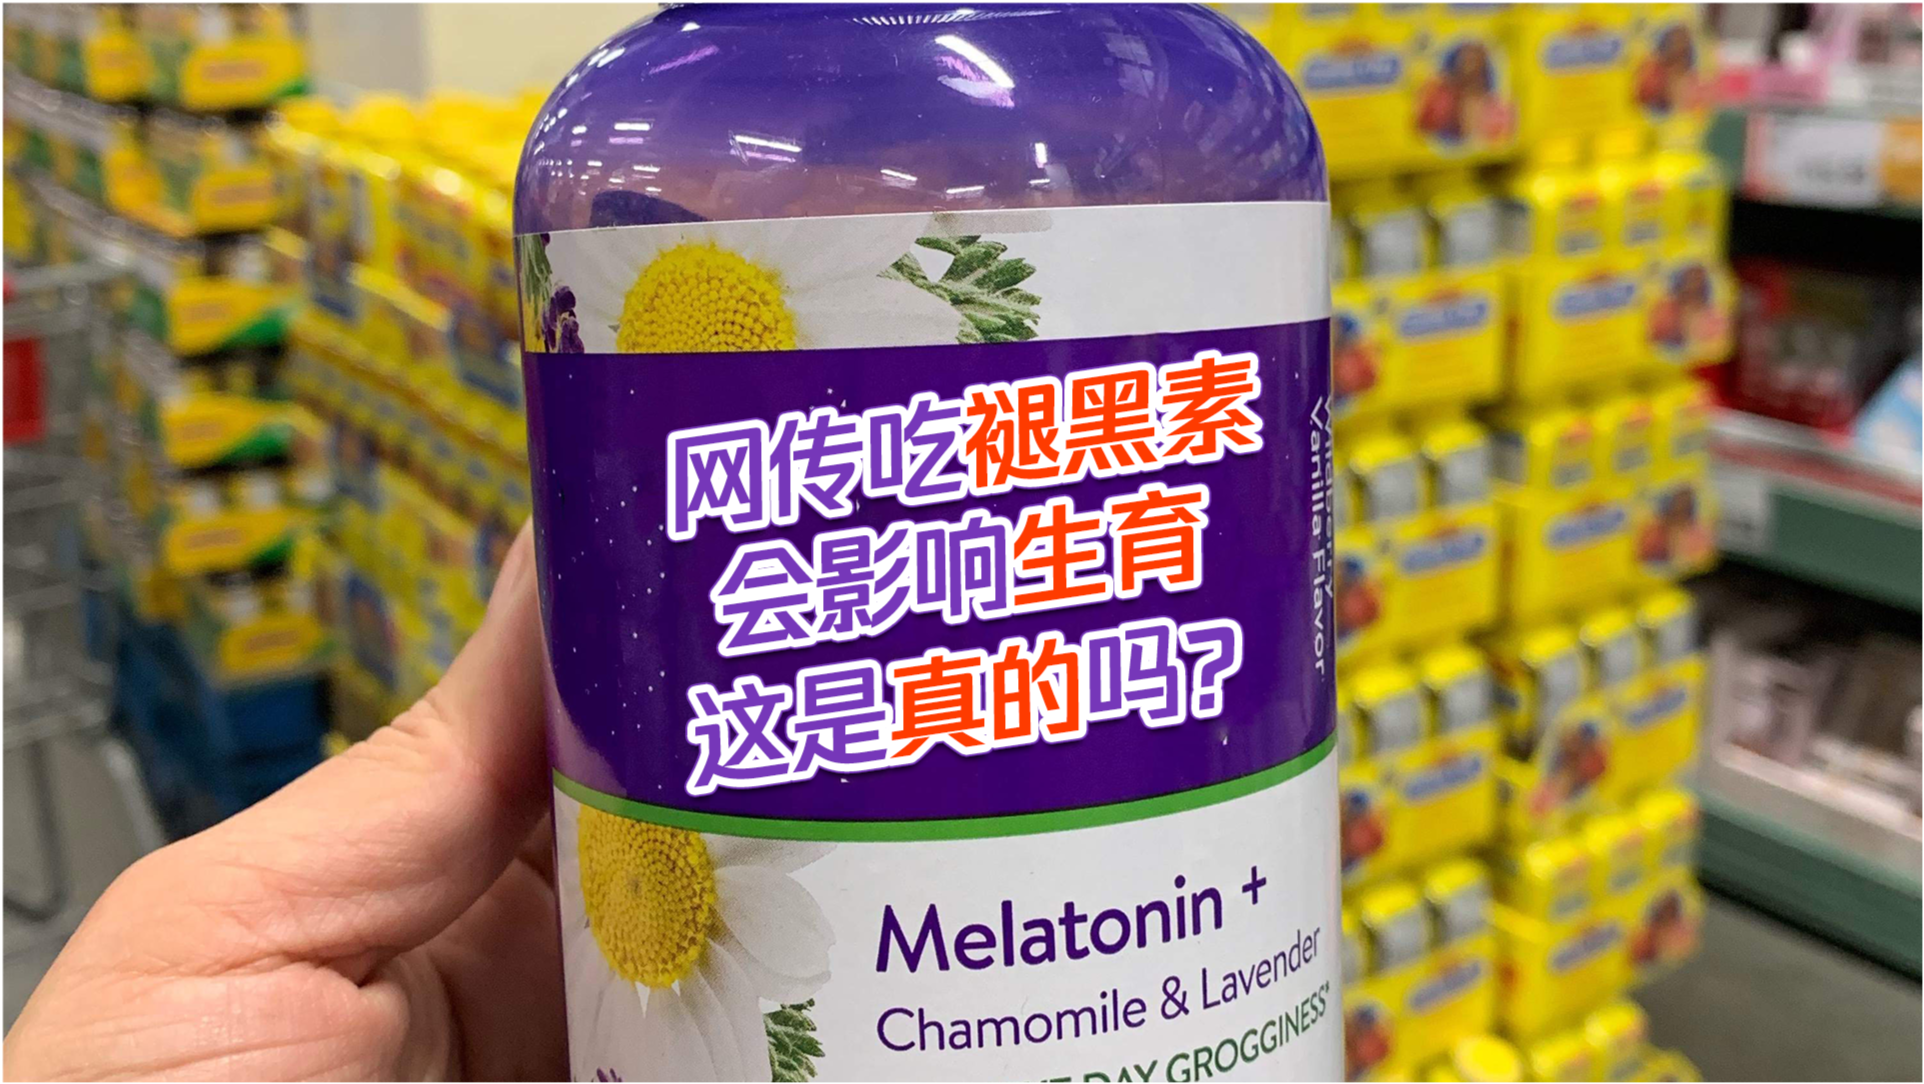 网传吃褪黑素
会影响生育
这是真的吗?
Vanilla Flavor
Melatonin +
Chamomile & Lavender
DAY GROGGINESS*